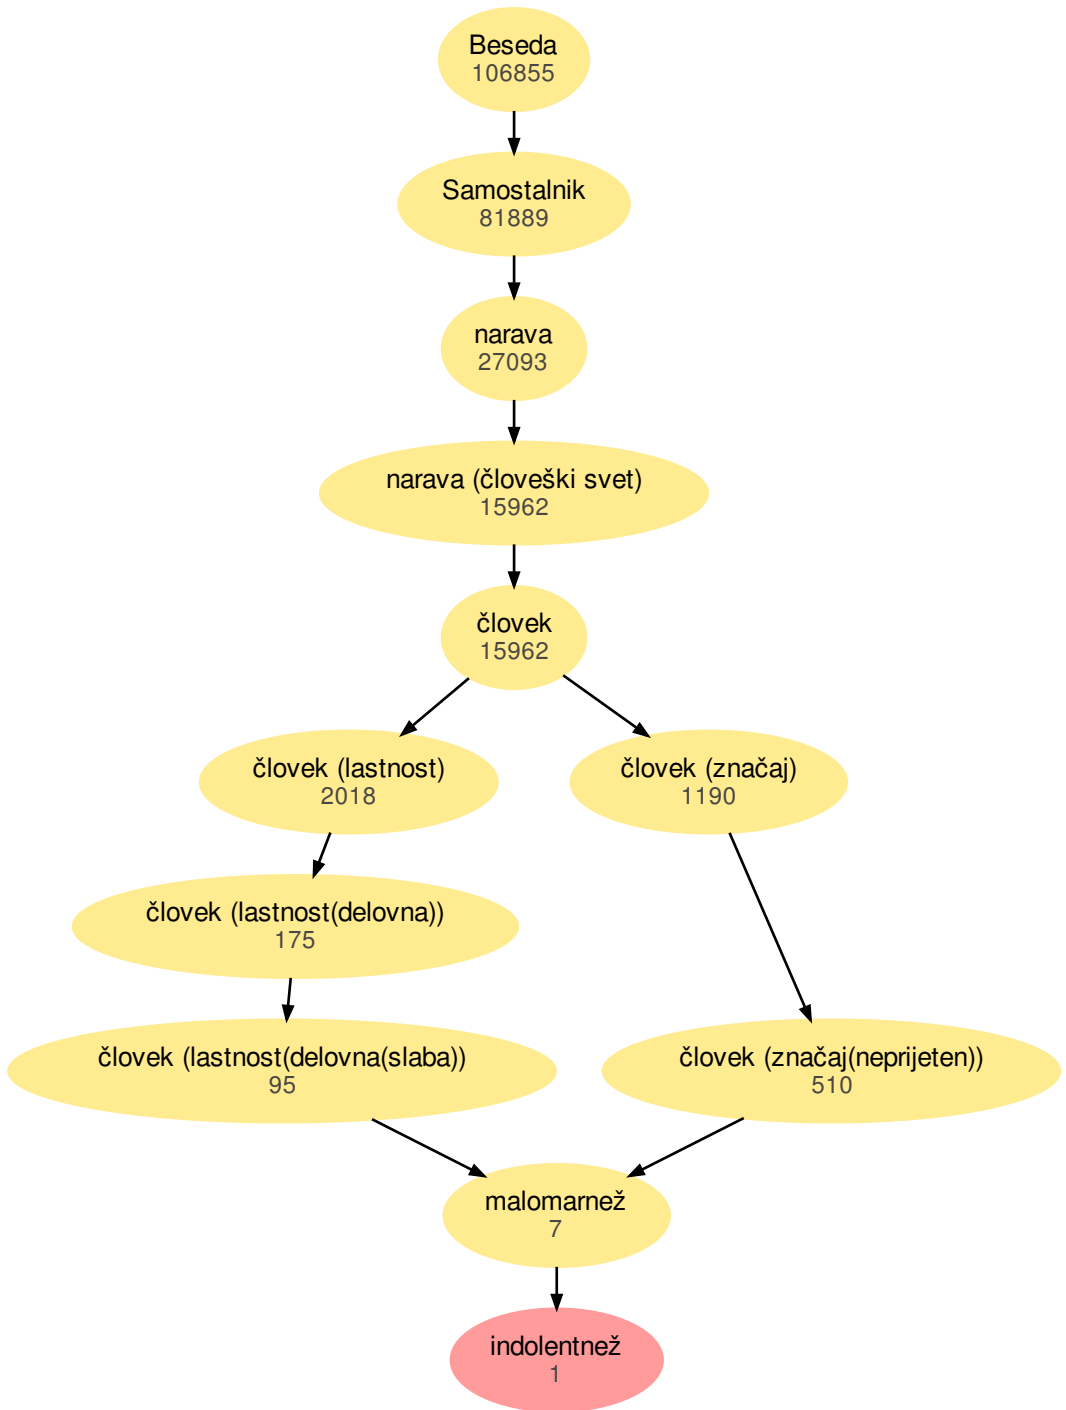 Beseda
106855
Samostalnik
81889
narava
27093
narava (človeški svet)
15962
človek
15962
človek (lastnost)
2018
človek (značaj)
1190
človek (lastnost(delovna))
175
človek (lastnost(delovna(slaba))
95
človek (značaj(neprijeten))
510
malomarnež
7
indolentnež
1